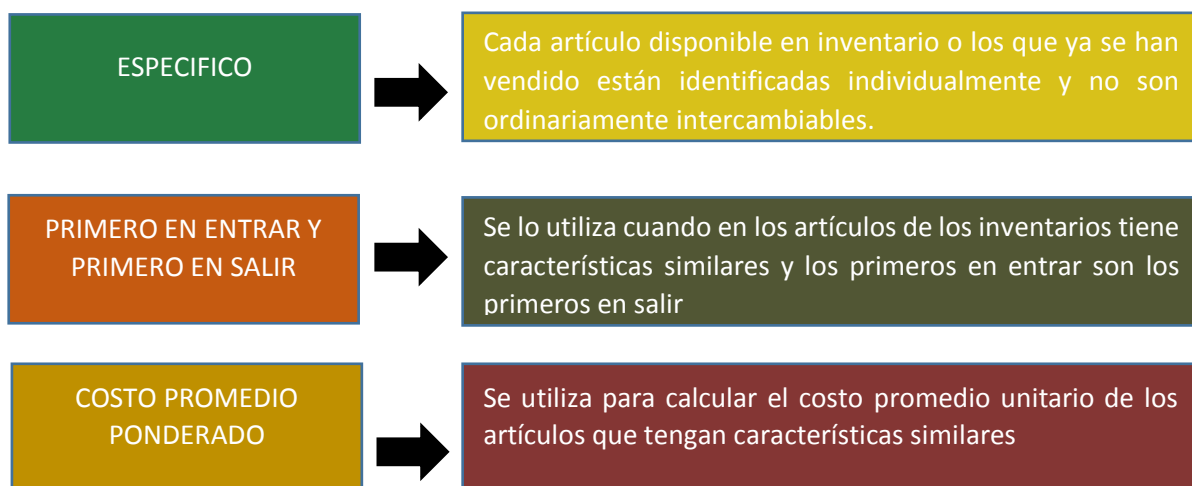 ESPECIFICO
Cada artículo disponible en inventario o los que ya se han
vendido están identificadas individualmente y no son
ordinariamente intercambiables.
PRIMERO EN ENTRAR Y
PRIMERO EN SALIR
Se lo utiliza cuando en los artículos de los inventarios tiene
características similares y los primeros en entrar son los
primeros en salir
COSTO PROMEDIO
PONDERADO
Se utiliza para calcular el costo promedio unitario de los
artículos que tengan características similares